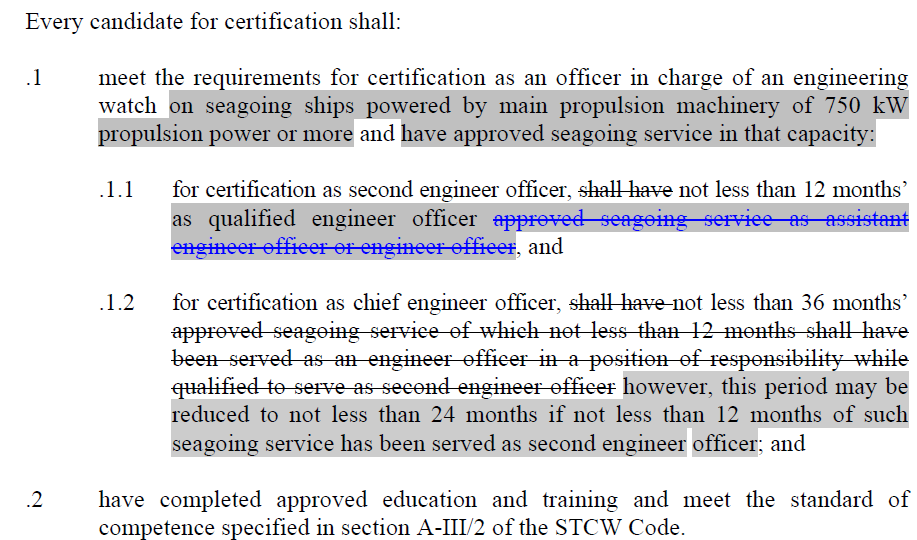 Every candidate for certification shall:
.1 meet the requirements for certification as an officer in charge of an engineering
watch on seagoing ships powered by main propulsion machinery of 750 kW
propulsion power or more and have approved seagoing service in that capacity:
.1.1 for certification as second engineer officer, shall have not less than 12 months’
as qualified engineer officer approved seagoing service as assistant
engineer officer or engineer officer, and
.1.2 for certification as chief engineer officer, shall have not less than 36 months’
approved seagoing service of which not less than 12 months shall have
been served as an engineer officer in a position of responsibility while
qualified to serve as second engineer officer however, this period may be
reduced to not less than 24 months if not less than 12 months of such
seagoing service has been served as second engineer officer; and
.2 have completed approved education and training and meet the standard of
competence specified in section A-III/2 of the STCW Code.